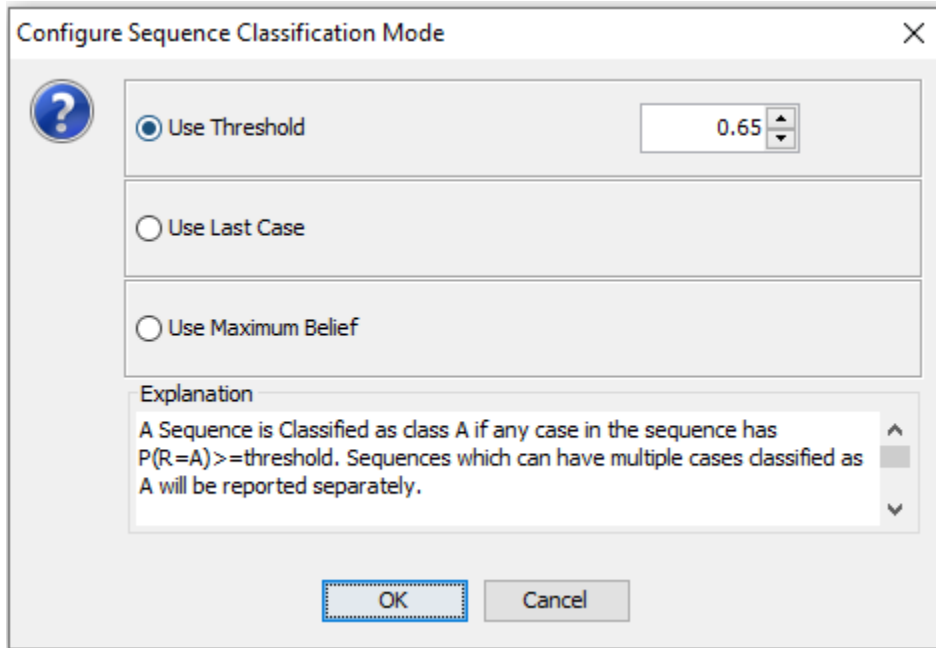 Configure Sequence Classification Mode
?
Use Threshold 0.65
Use Last Case
Use Maximum Belief
Explanation
A Sequence is Classified as class A if any case in the sequence has
P(R=A)>=threshold. Sequences which can have multiple cases classified as
A will be reported separately.
OK Cancel